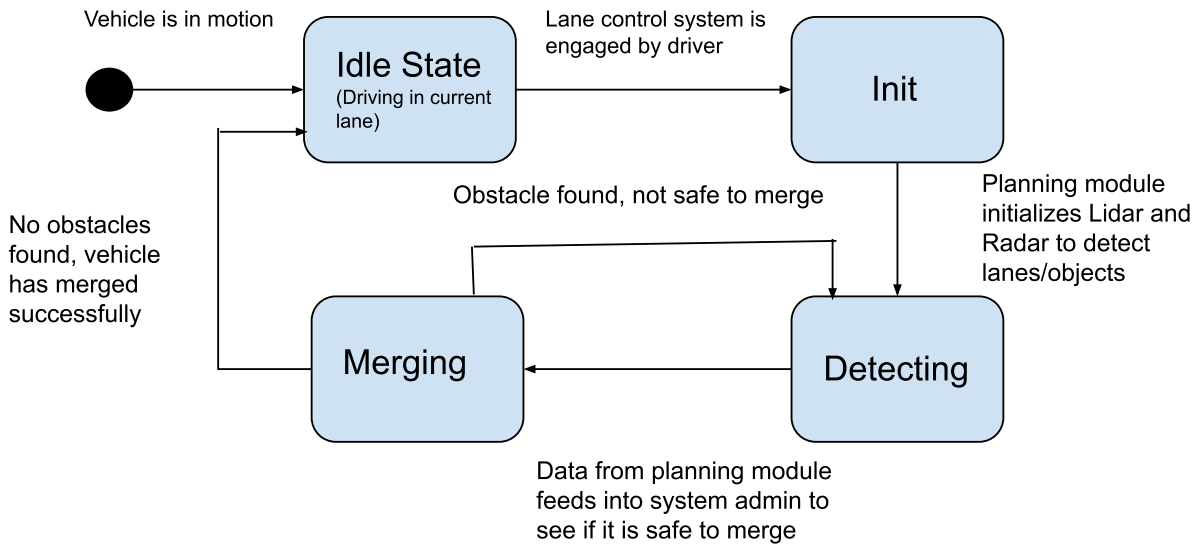 Vehicle is in motion
Lane control system is
engaged by driver
Idle State
(Driving in current
lane)
Init
Obstacle found, not safe to merge
Planning module
initializes Lidar and
Radar to detect
lanes/objects
No obstacles
found, vehicle
has merged
successfully
Merging
Detecting
Data from planning module
feeds into system admin to
see if it is safe to merge